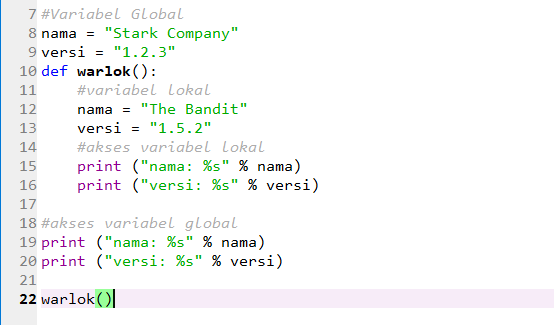 7 #Variabel Global
8 nama = "Stark Company"
9 versi = "1.2.3"
10 def warlok():
11     #variabel lokal
12     nama = "The Bandit"
13     versi = "1.5.2"
14     #akses variabel lokal
15     print ("nama: %s" % nama)
16     print ("versi: %s" % versi)
17
18 #akses variabel global
19 print ("nama: %s" % nama)
20 print ("versi: %s" % versi)
21
22 warlok()